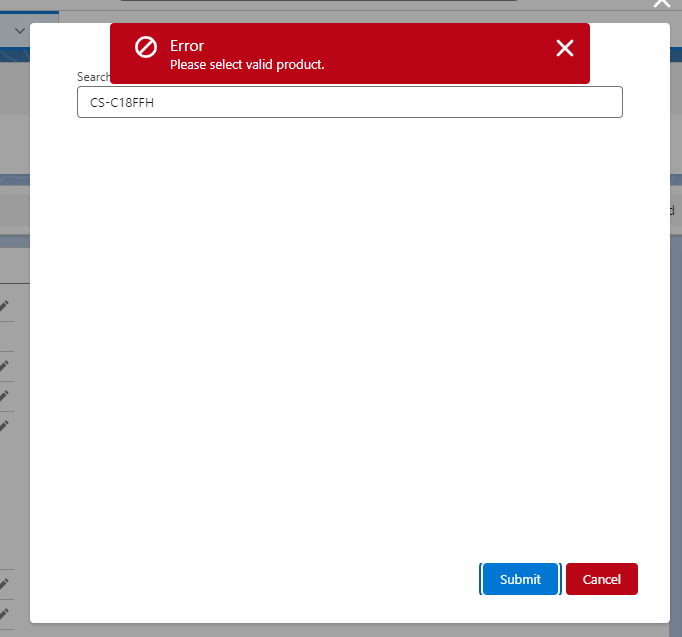 Error
Please select valid product.
Search
CS-C18FFH
Submit
Cancel